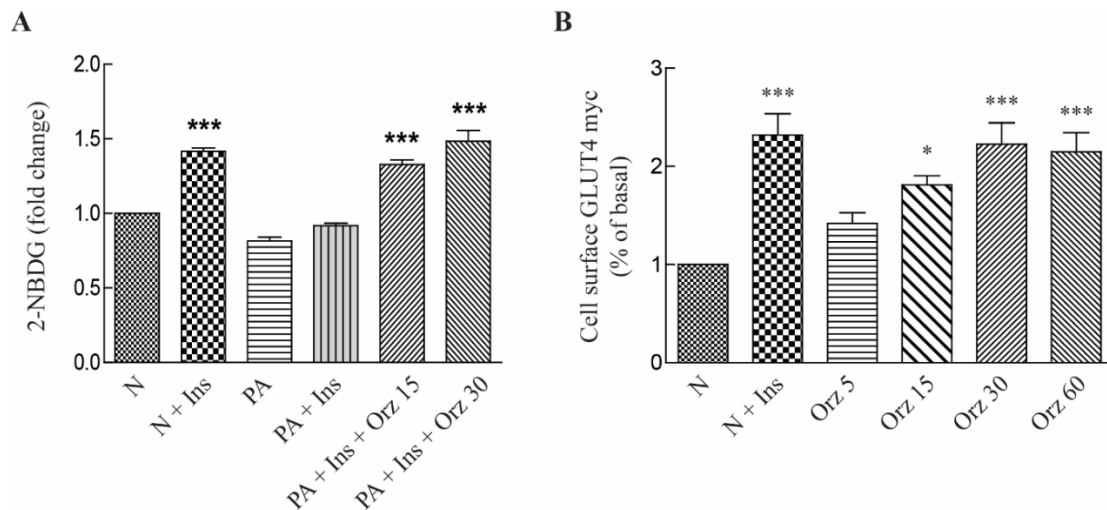 A
2-NBDG (fold change)
2.0
1.5
1.0
0.5
0.0
***
***
***
N
N + Ins
PA
PA + Ins
PA + Ins + Orz 15
PA + Ins + Orz 30
B
Cell surface GLUT4 myc
(% of basal)
3
2
1
0
***
*
***
***
N
N + Ins
Orz 5
Orz 15
Orz 30
Orz 60